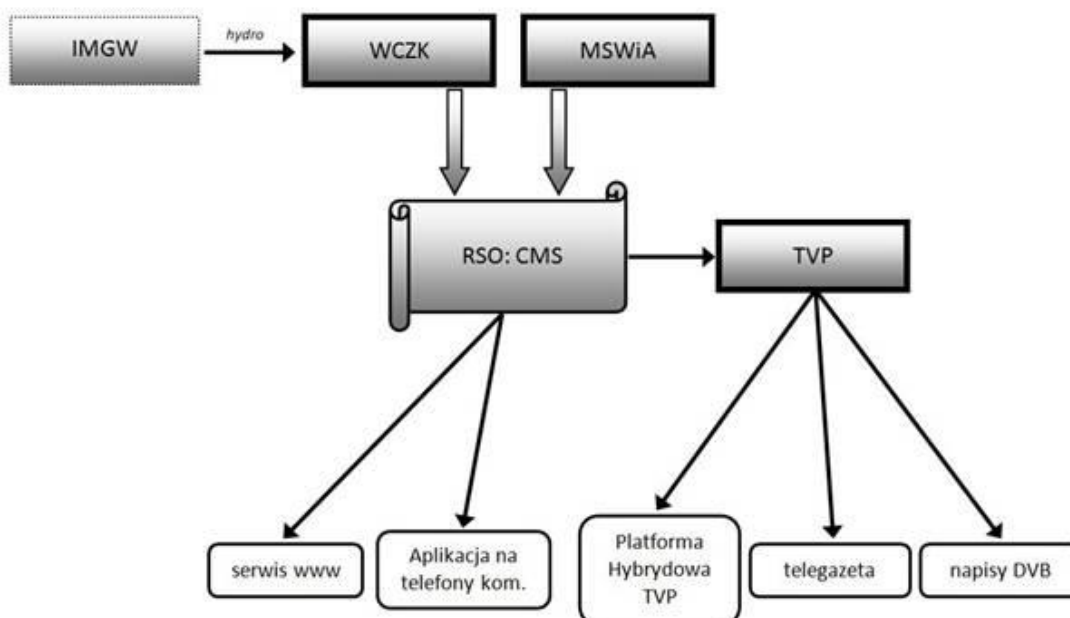 IMGW
hydro
WCZK
MSWiA
RSO: CMS
TVP
serwis www
Aplikacja na
telefony kom.
Platforma
Hybrydowa
TVP
telegazeta
napisy DVB